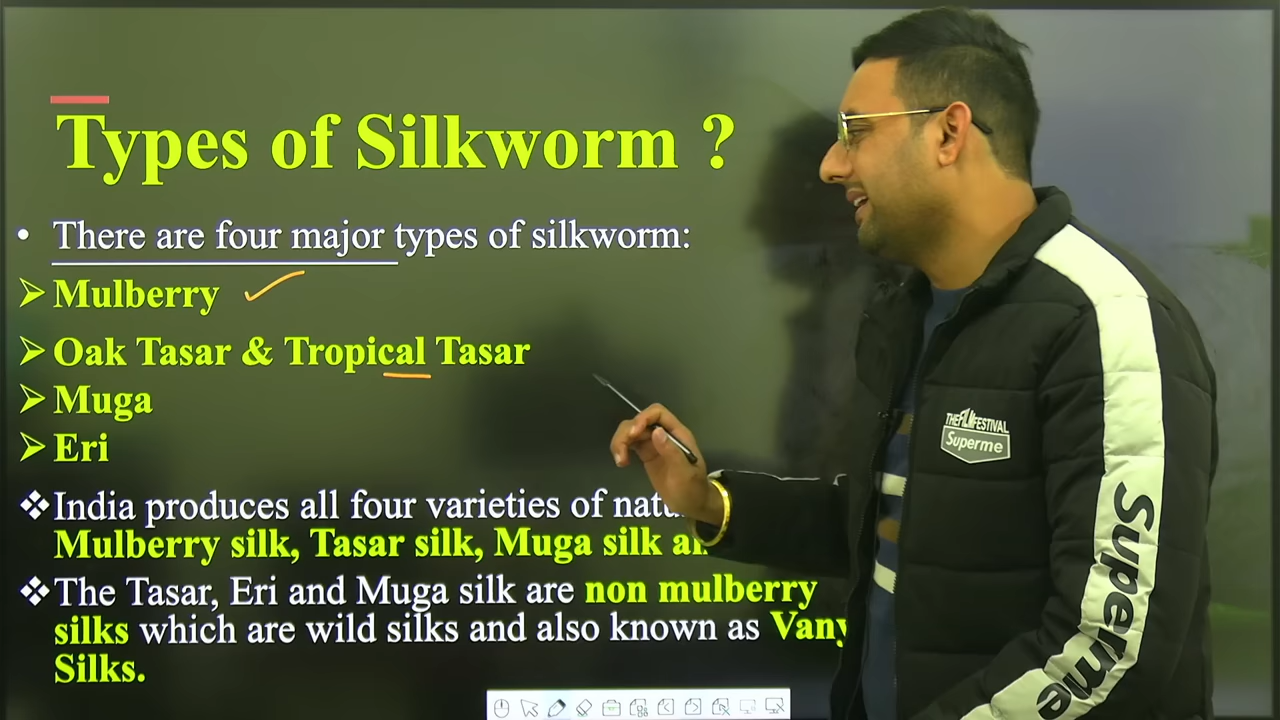 Types of Silkworm ?
• There are four major types of silkworm:
➢ Mulberry
➢ Oak Tasar & Tropical Tasar
➢ Muga
➢ Eri
❖ India produces all four varieties of
Mulberry silk, Tasar silk, Muga silk
❖ The Tasar, Eri and Muga silk are non mulberry
silks which are wild silks and also known as
Silks.
THE FILM FESTIVAL
Superme
Superme